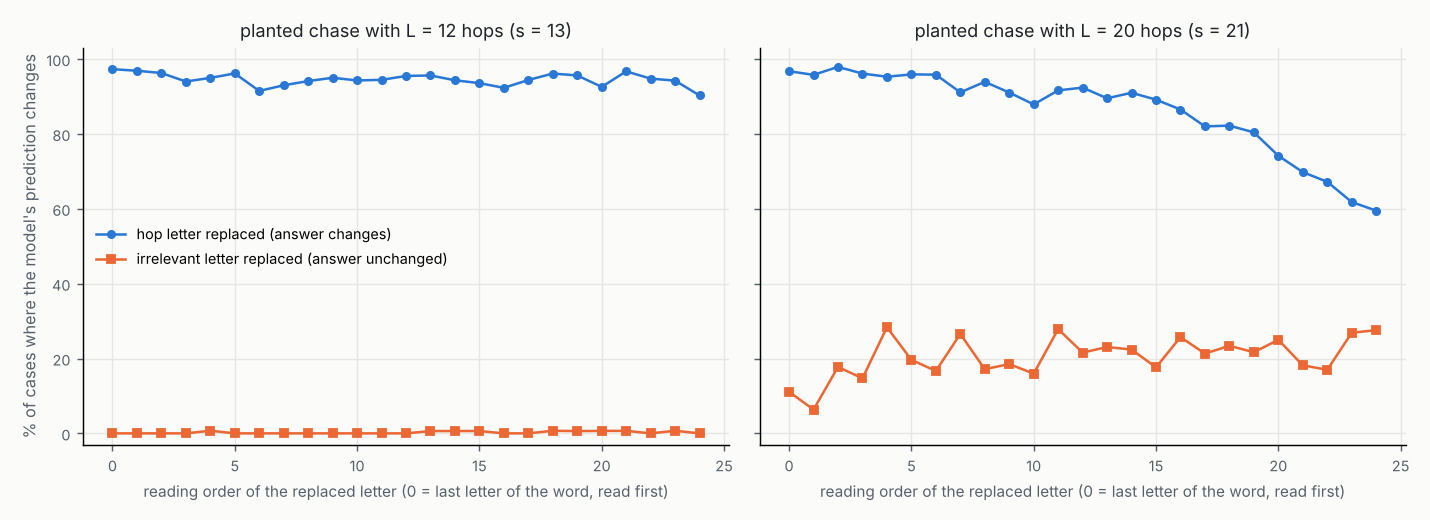 planted chase with L = 12 hops (s = 13)
planted chase with L = 20 hops (s = 21)
% of cases where the model's prediction changes
100
80
60
40
20
0
hop letter replaced (answer changes)
irrelevant letter replaced (answer unchanged)
0 5 10 15 20 25
0 5 10 15 20 25
reading order of the replaced letter (0 = last letter of the word, read first)
reading order of the replaced letter (0 = last letter of the word, read first)